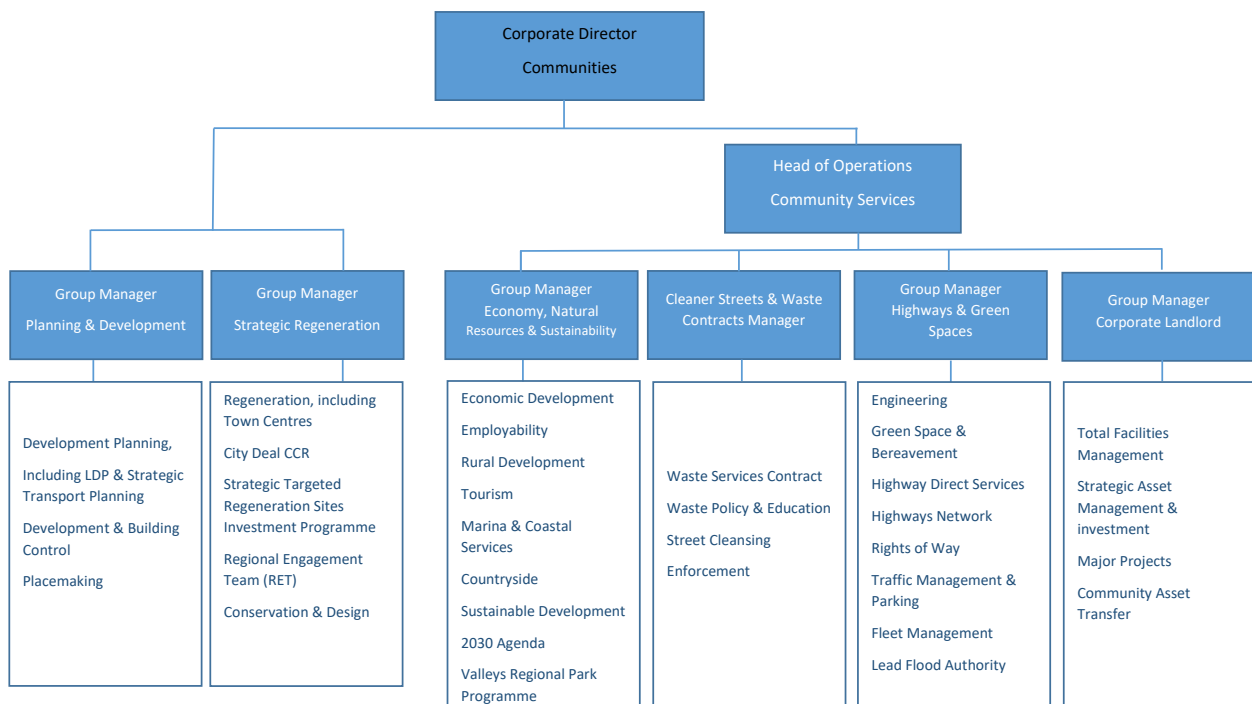 Corporate Director
Communities
Head of Operations
Community Services
Group Manager
Planning & Development
Group Manager
Strategic Regeneration
Group Manager
Economy, Natural
Resources & Sustainability
Cleaner Streets & Waste
Contracts Manager
Group Manager
Highways & Green
Spaces
Group Manager
Corporate Landlord
Development Planning,
Including LDP & Strategic
Transport Planning
Development & Building
Control
Placemaking
Regeneration, including
Town Centres
City Deal CCR
Strategic Targeted
Regeneration Sites
Investment Programme
Regional Engagement
Team (RET)
Conservation & Design
Economic Development
Employability
Rural Development
Tourism
Marina & Coastal
Services
Countryside
Sustainable Development
2030 Agenda
Valleys Regional Park
Programme
Waste Services Contract
Waste Policy & Education
Street Cleansing
Enforcement
Engineering
Green Space &
Bereavement
Highway Direct Services
Highways Network
Rights of Way
Traffic Management &
Parking
Fleet Management
Lead Flood Authority
Total Facilities
Management
Strategic Asset
Management &
investment
Major Projects
Community Asset
Transfer